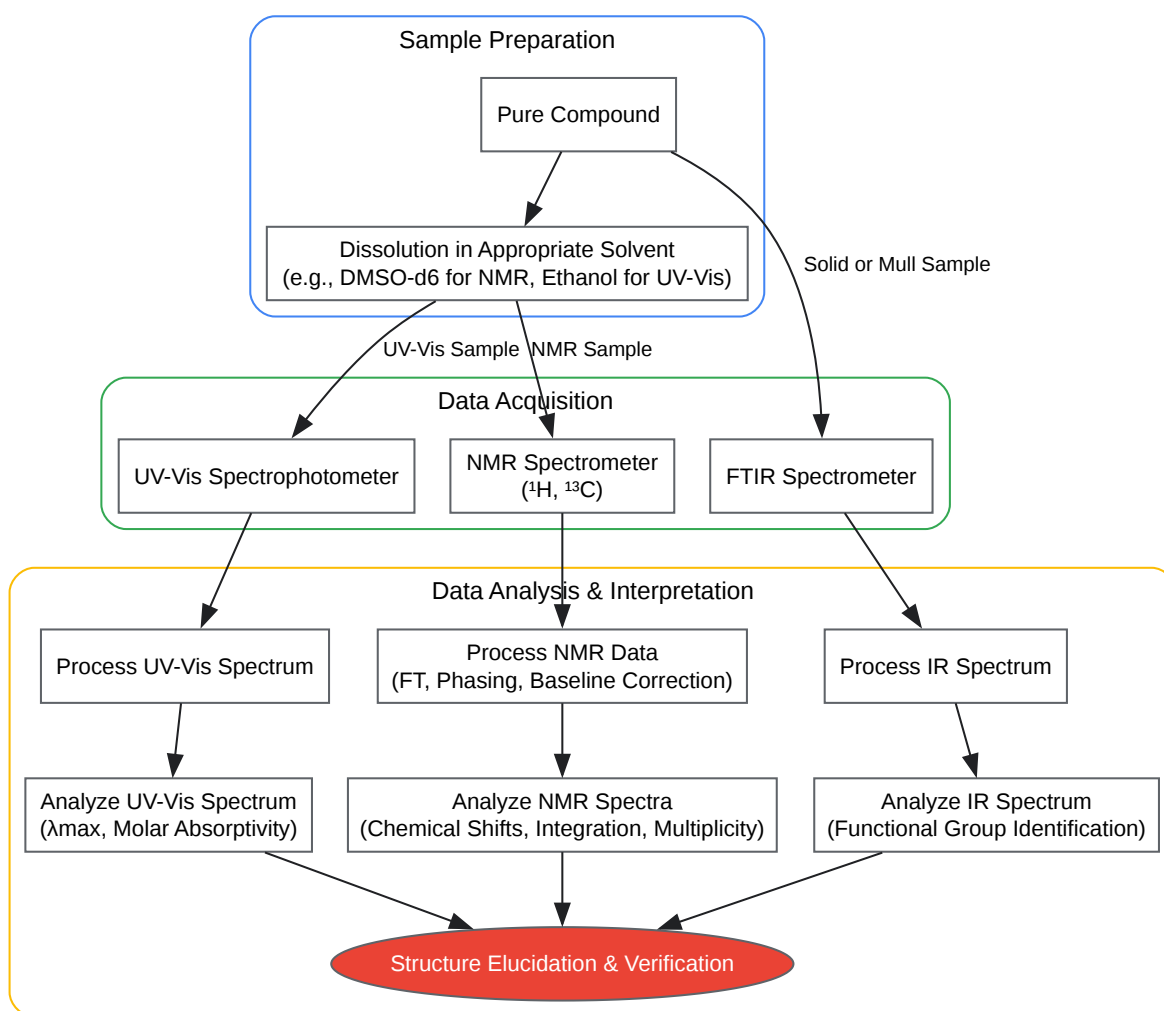 Sample Preparation
Pure Compound
Dissolution in Appropriate Solvent
(e.g., DMSO-d6 for NMR, Ethanol for UV-Vis)
Solid or Mull Sample
UV-Vis Sample
NMR Sample
Data Acquisition
UV-Vis Spectrophotometer
NMR Spectrometer
(¹H, ¹³C)
FTIR Spectrometer
Data Analysis & Interpretation
Process UV-Vis Spectrum
Process NMR Data
(FT, Phasing, Baseline Correction)
Process IR Spectrum
Analyze UV-Vis Spectrum
(λmax, Molar Absorptivity)
Analyze NMR Spectra
(Chemical Shifts, Integration, Multiplicity)
Analyze IR Spectrum
(Functional Group Identification)
Structure Elucidation & Verification